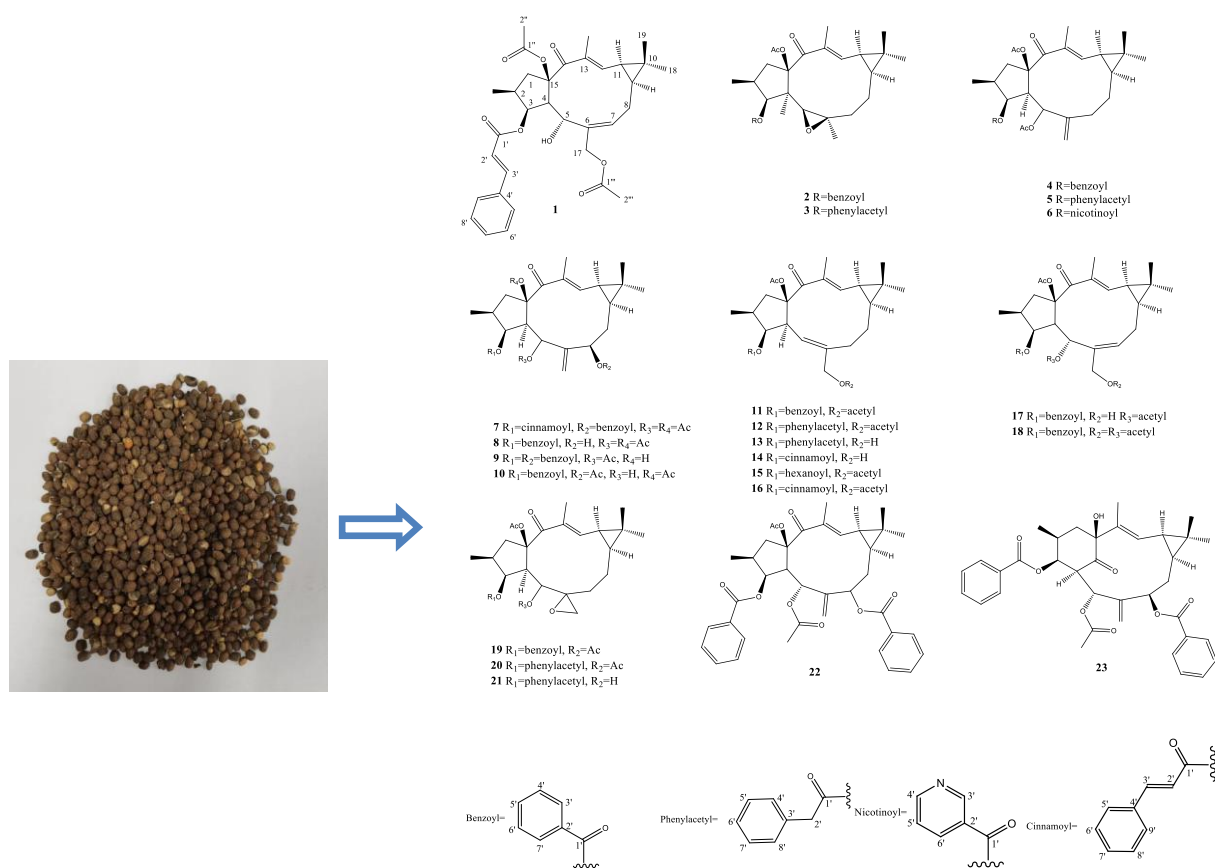 2''
O
1''
O
O
H
19
13
10
18
1
15
11
2
3
4
5
8
H
O
O
HO
6
7
1'
17
2'
3'
O
4'
O
1'''
2'''
8'
6'
1
AcO
O
H
H
RO
O
2 R=benzoyl
3 R=phenylacetyl
AcO
O
H
H
RO
AcO
4 R=benzoyl
5 R=phenylacetyl
6 R=nicotinoyl
R4O
O
H
H
H
R1O
R3O
OR2
7 R1=cinnamoyl, R2=benzoyl, R3=R4=Ac
8 R1=benzoyl, R2=H, R3=R4=Ac
9 R1=R2=benzoyl, R3=Ac, R4=H
10 R1=benzoyl, R2=Ac, R3=H, R4=Ac
AcO
O
H
H
H
R1O
OR2
11 R1=benzoyl, R2=acetyl
12 R1=phenylacetyl, R2=acetyl
13 R1=phenylacetyl, R2=H
14 R1=cinnamoyl, R2=H
15 R1=hexanoyl, R2=acetyl
16 R1=cinnamoyl, R2=acetyl
AcO
O
H
H
R1O
R3O
OR2
17 R1=benzoyl, R2=H R3=acetyl
18 R1=benzoyl, R2=R3=acetyl
AcO
O
H
H
H
R1O
R3O
O
19 R1=benzoyl, R2=Ac
20 R1=phenylacetyl, R2=Ac
21 R1=phenylacetyl, R2=H
AcO
O
H
H
O
O
O
O
O
O
22
OH
H
O
O
O
H
H
O
O
O
O
23
Benzoyl=
4'
5'
3'
6'
2'
7'
1'
O
Phenylacetyl=
O
1'
5'
4'
6'
3'
2'
7'
8'
Nicotinoyl=
N
4'
3'
5'
2'
6'
1'
O
Cinnamoyl=
O
1'
3'
2'
5'
4'
6'
9'
7'
8'